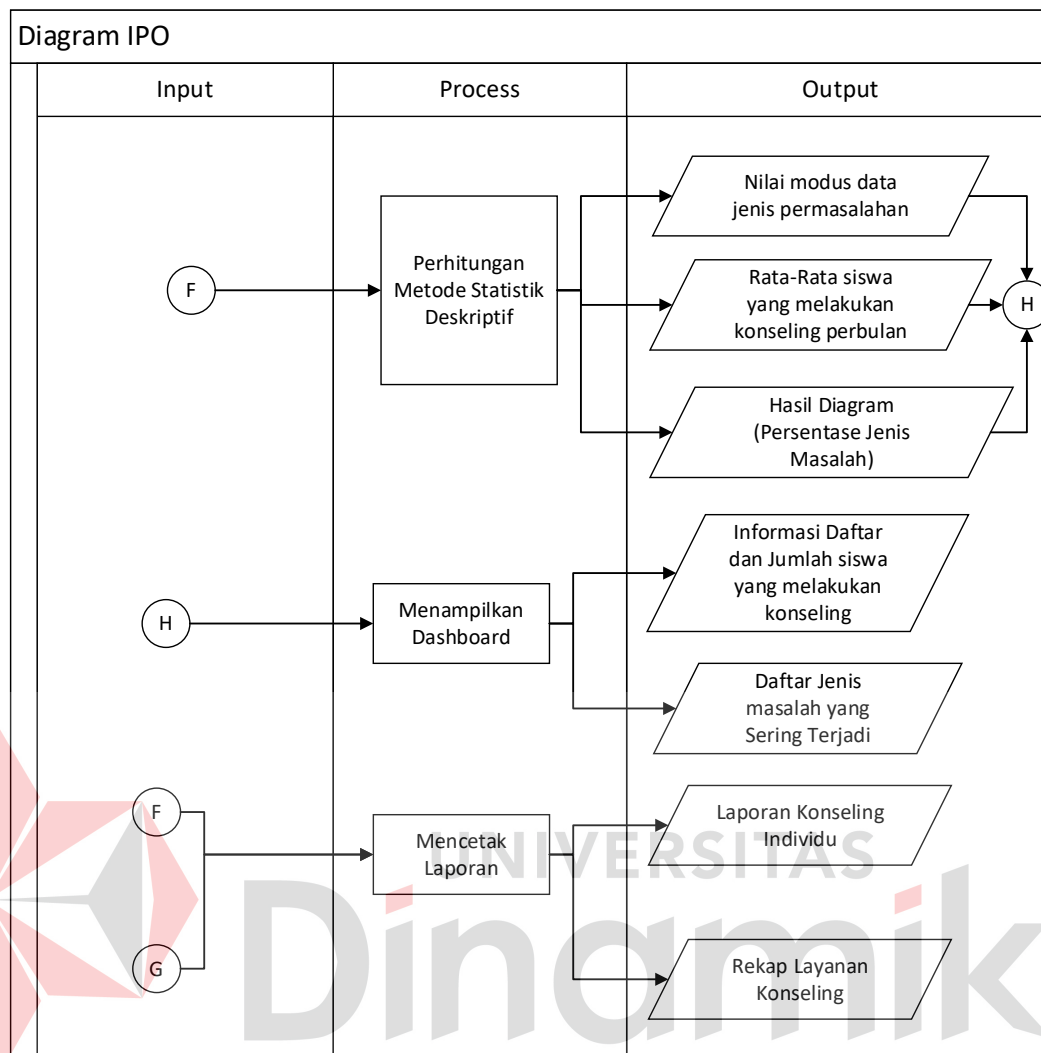 Diagram IPO
Input
Process
Output
F
Perhitungan
Metode Statistik
Deskriptif
Nilai modus data
jenis permasalahan
Rata-Rata siswa
yang melakukan
konseling perbulan
Hasil Diagram
(Persentase Jenis
Masalah)
H
H
Menampilkan
Dashboard
Informasi Daftar
dan Jumlah siswa
yang melakukan
konseling
Daftar Jenis
masalah yang
Sering Terjadi
F
G
Mencetak
Laporan
Laporan Konseling
Individu
Rekap Layanan
Konseling
UNIVERSITAS
Dinamik